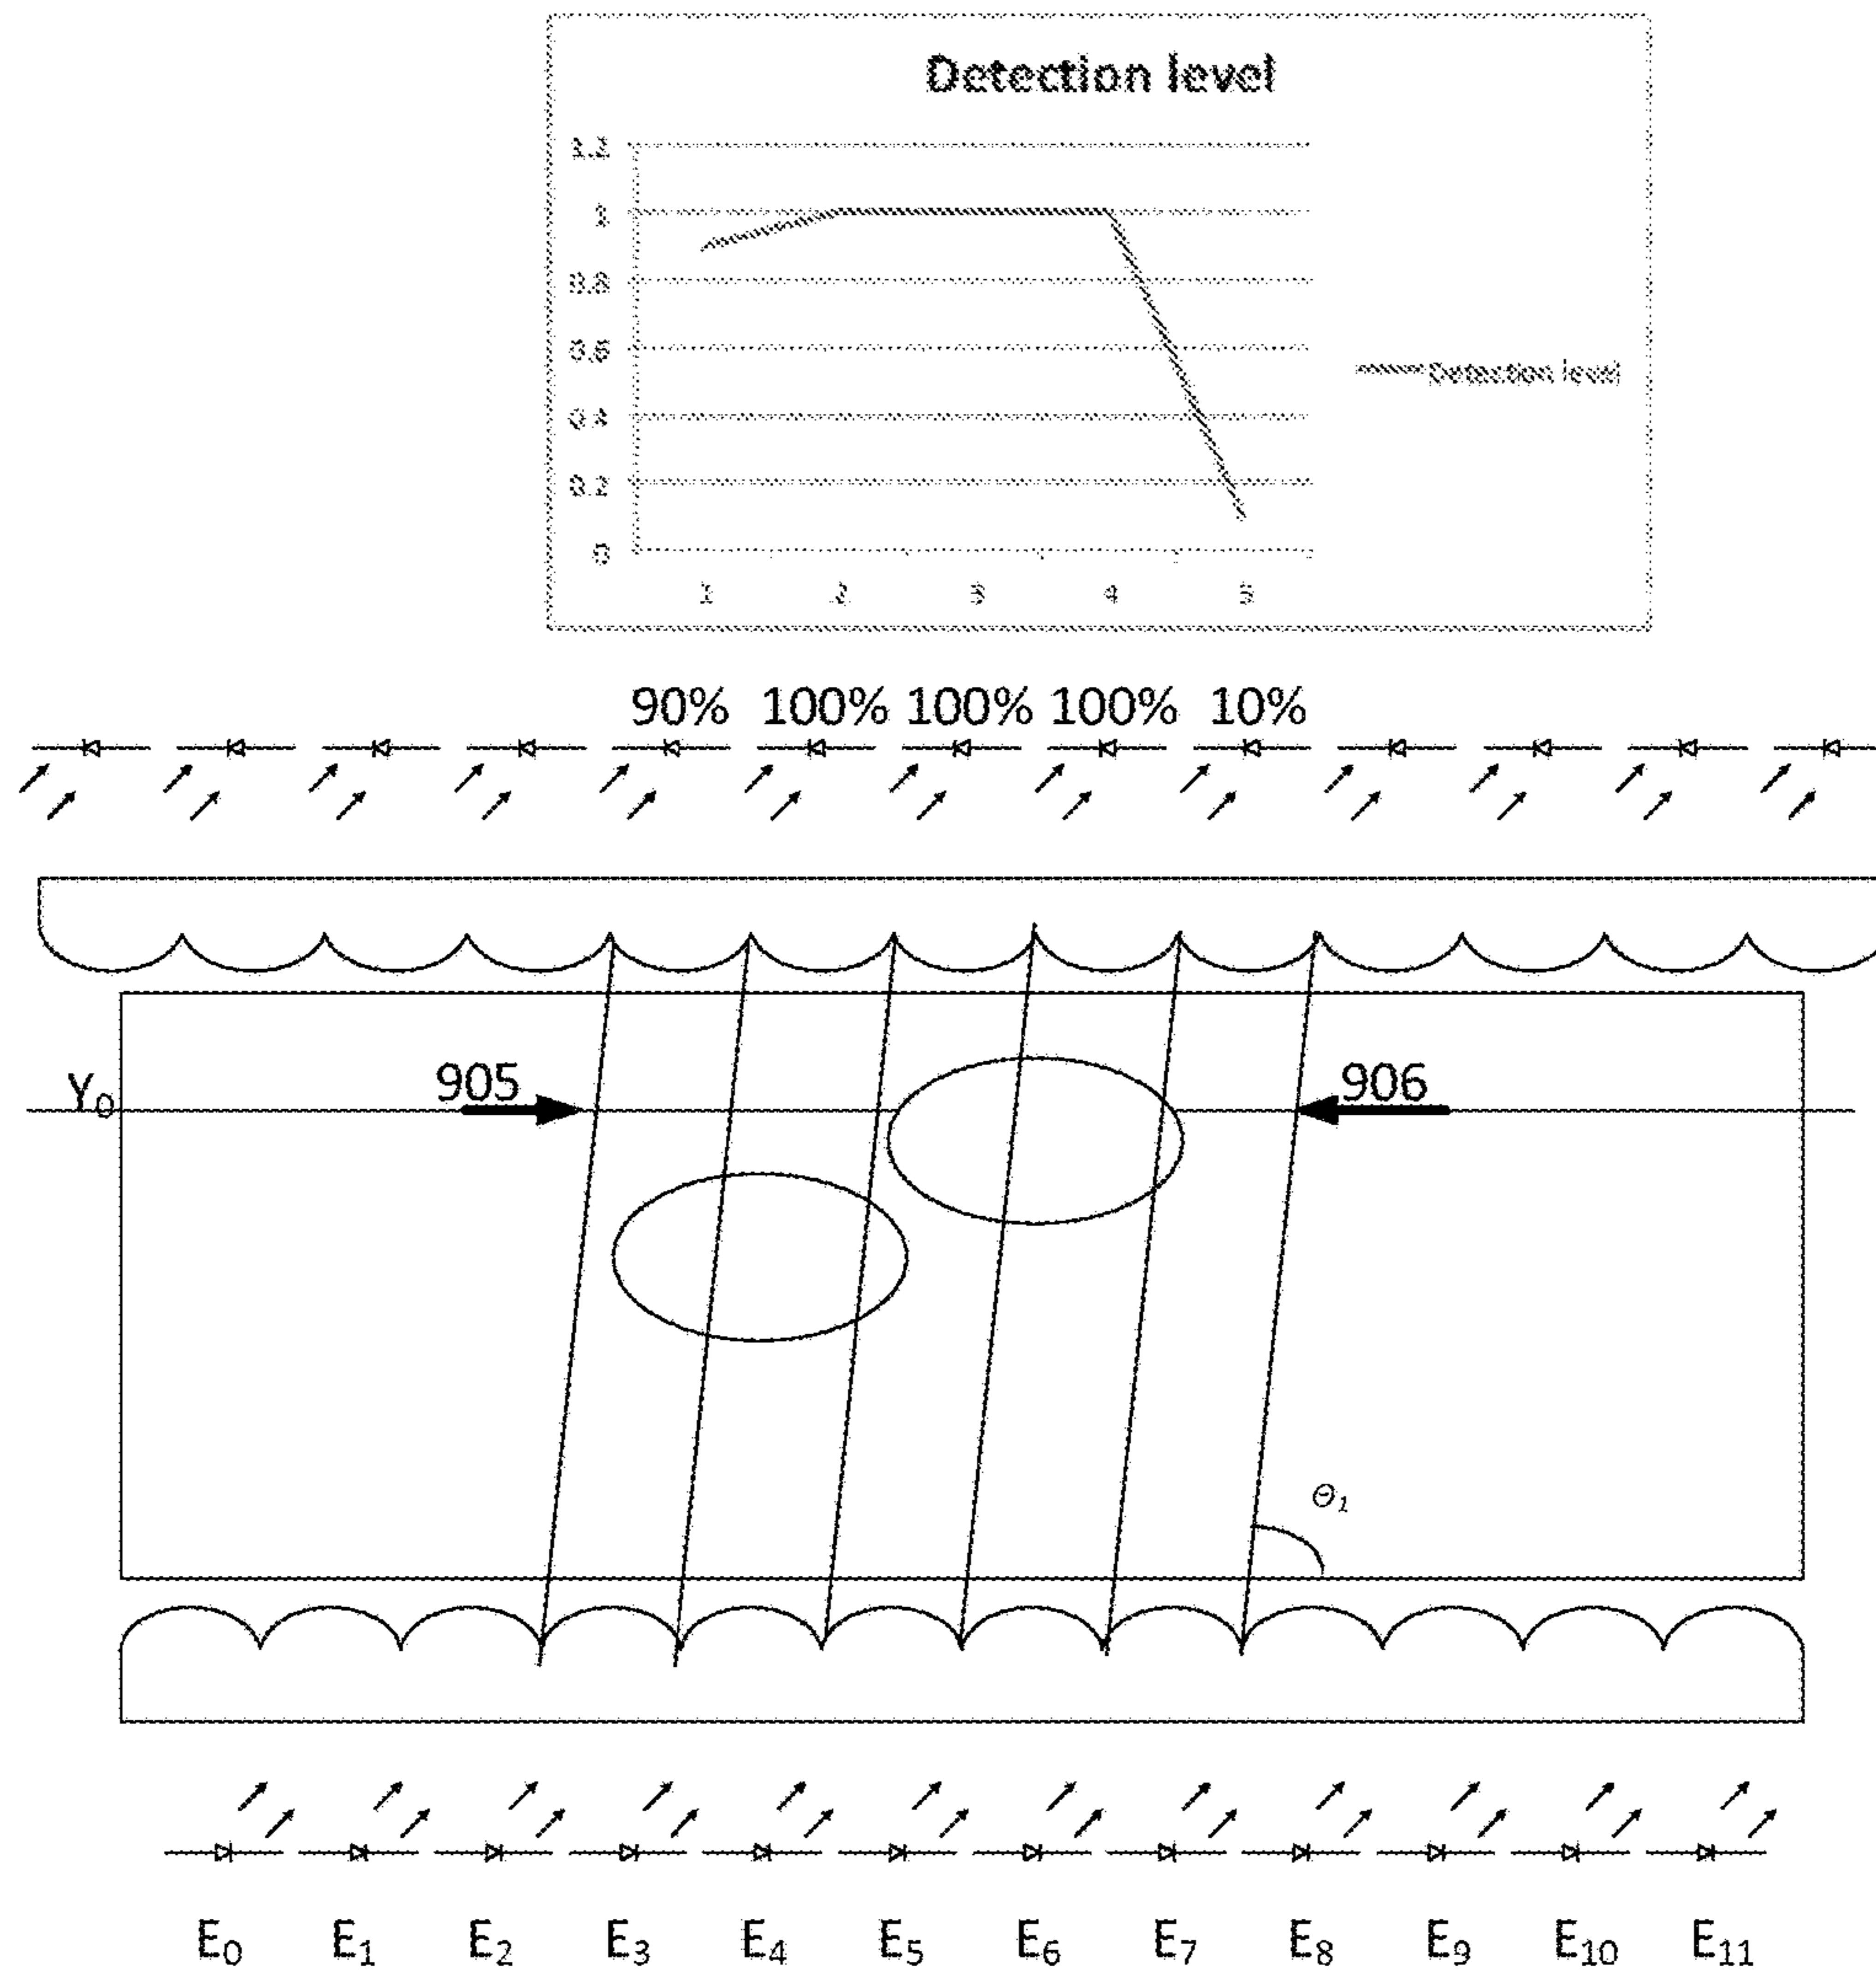 Detection level
1.2
1
0.8
0.6
0.4
0.2
0
Detection level
1 2 3 4 5
90% 100% 100% 100% 10%
Y₀
905
906
Θ₁
E₀ E₁ E₂ E₃ E₄ E₅ E₆ E₇ E₈ E₉ E₁₀ E₁₁